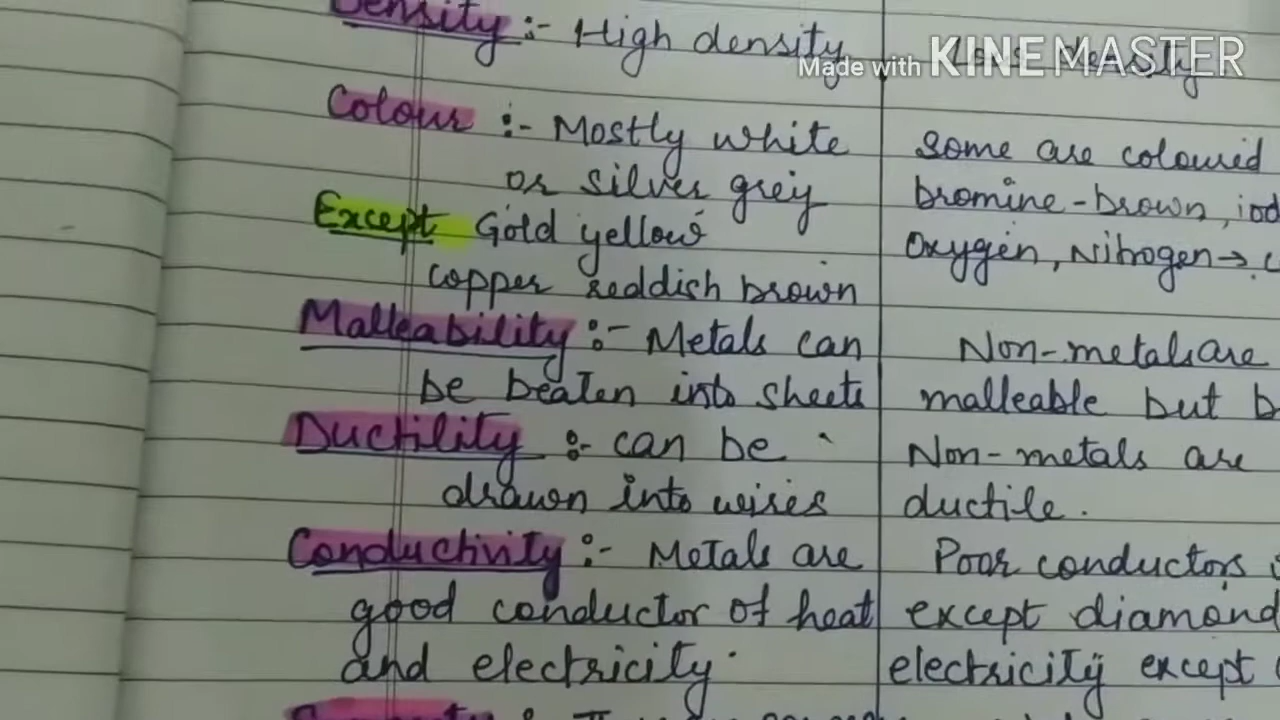 Density :- High density
Low density
Made with KINEMASTER
Colour :- Mostly white
or silver grey
Except Gold yellow
copper reddish brown
some are coloured
bromine - brown, iod
Oxygen, Nitrogen →
Malleability :- Metals can
be beaten into sheets
Non-metals are
malleable but b
Ductility :- can be
drawn into wires
Non-metals are
ductile.
Conductivity :- Metals are
good conductor of heat
and electricity.
Poor conductors
except diamond
electricity except